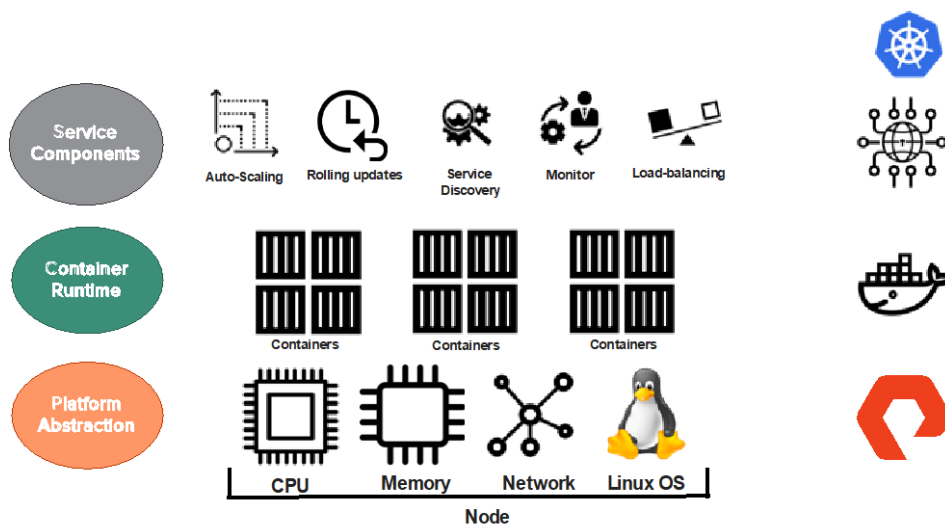 Service
Components
Auto-Scaling
Rolling updates
Service
Discovery
Monitor
Load-balancing
Container
Runtime
Containers
Containers
Containers
Platform
Abstraction
CPU
Memory
Network
Linux OS
Node